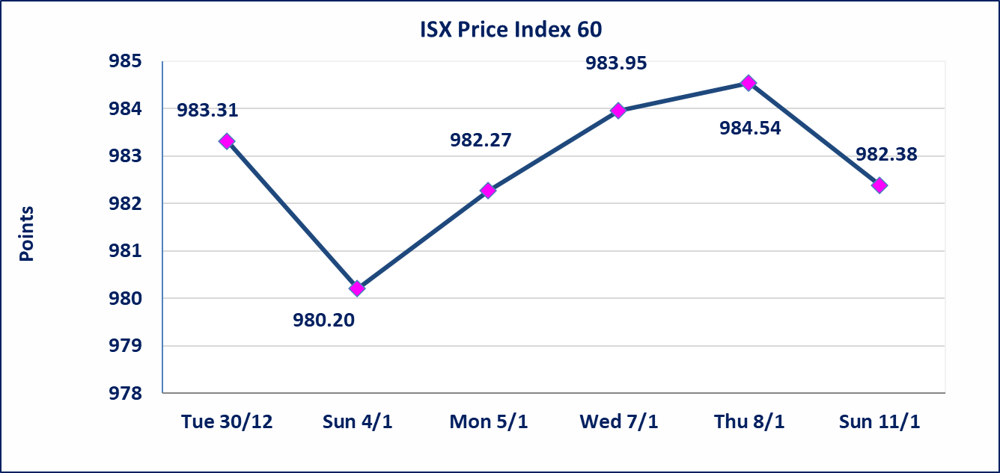 ISX Price Index 60
Points
985
984
983
982
981
980
979
978
983.31
980.20
982.27
983.95
984.54
982.38
Tue 30/12
Sun 4/1
Mon 5/1
Wed 7/1
Thu 8/1
Sun 11/1